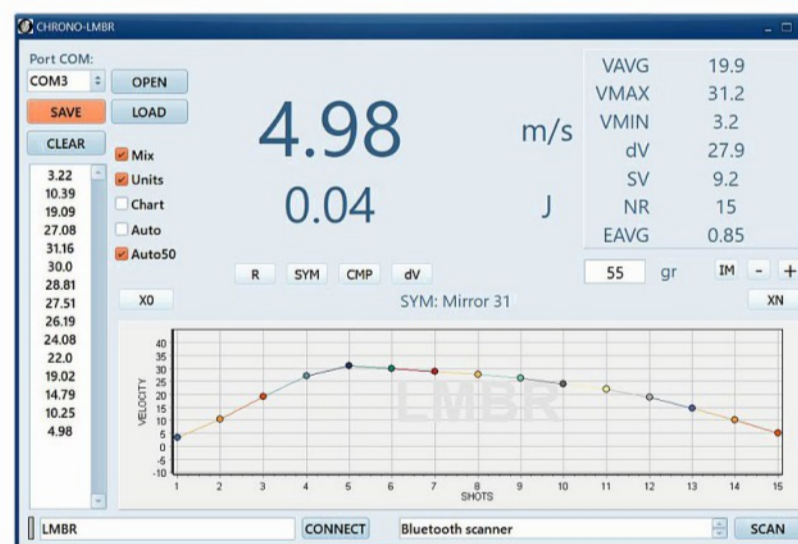 CHRONO-LMBR
Port COM:
COM3 OPEN
SAVE LOAD
CLEAR
Mix
Units
Chart
Auto
Auto50
3.22
10.39
19.09
27.08
31.16
30.0
28.81
27.51
26.19
24.08
22.0
19.02
14.79
10.25
4.98
4.98 m/s
0.04 J
VAVG 19.9
VMAX 31.2
VMIN 3.2
dV 27.9
SV 9.2
NR 15
EAVG 0.85
R SYM CMP dV
55 gr IM - +
X0 SYM: Mirror 31 XN
VELOCITY
40
35
30
25
20
15
10
5
0
-5
-10
LMBR
1 2 3 4 5 6 7 8 9 10 11 12 13 14 15
SHOTS
LMBR CONNECT Bluetooth scanner SCAN